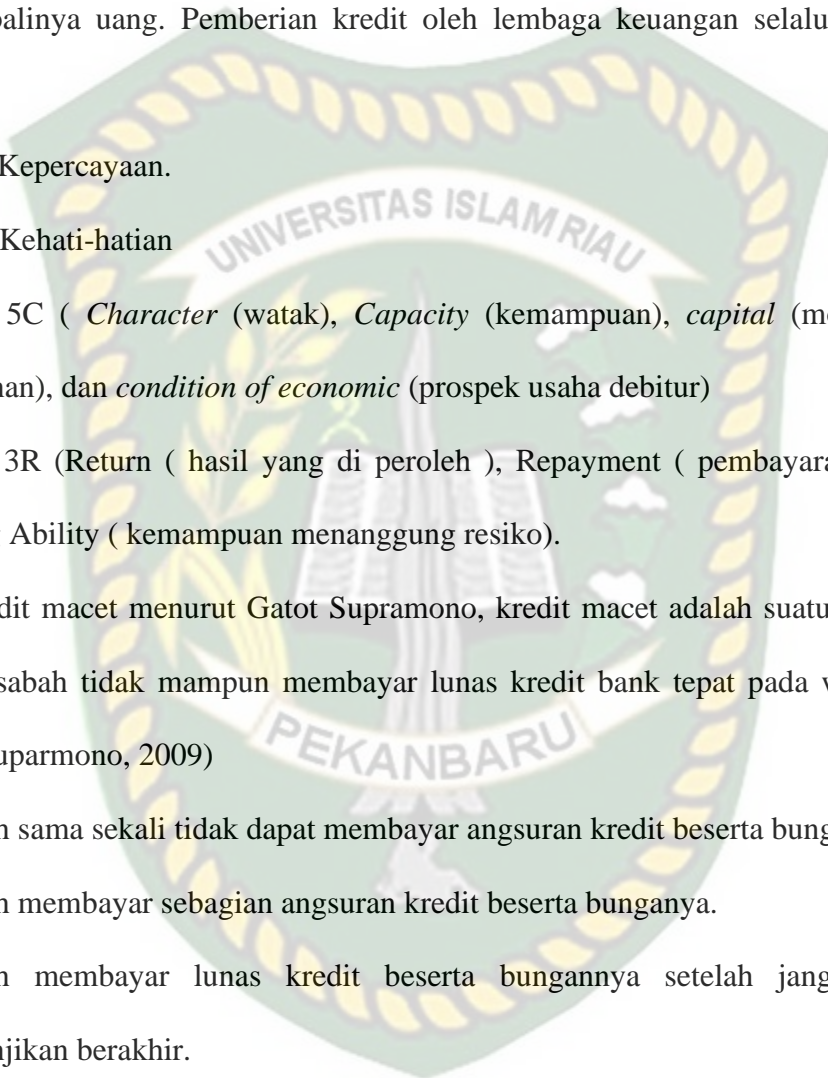 alinya uang. Pemberian kredit oleh lembaga keuangan selalu
Kepercayaan.
UNIVERSITAS ISLAM RIAU
Kehati-hatian
5C ( Character (watak), Capacity (kemampuan), capital (m
nan), dan condition of economic (prospek usaha debitur)
3R (Return ( hasil yang di peroleh ), Repayment ( pembayara
Ability ( kemampuan menanggung resiko).
dit macet menurut Gatot Supramono, kredit macet adalah suatu
sabah tidak mampu membayar lunas kredit bank tepat pada
uparmono, 2009)
PEKANBARU
n sama sekali tidak dapat membayar angsuran kredit beserta bung
n membayar sebagian angsuran kredit beserta bunganya.
n membayar lunas kredit beserta bungannya setelah jang
njikan berakhir.